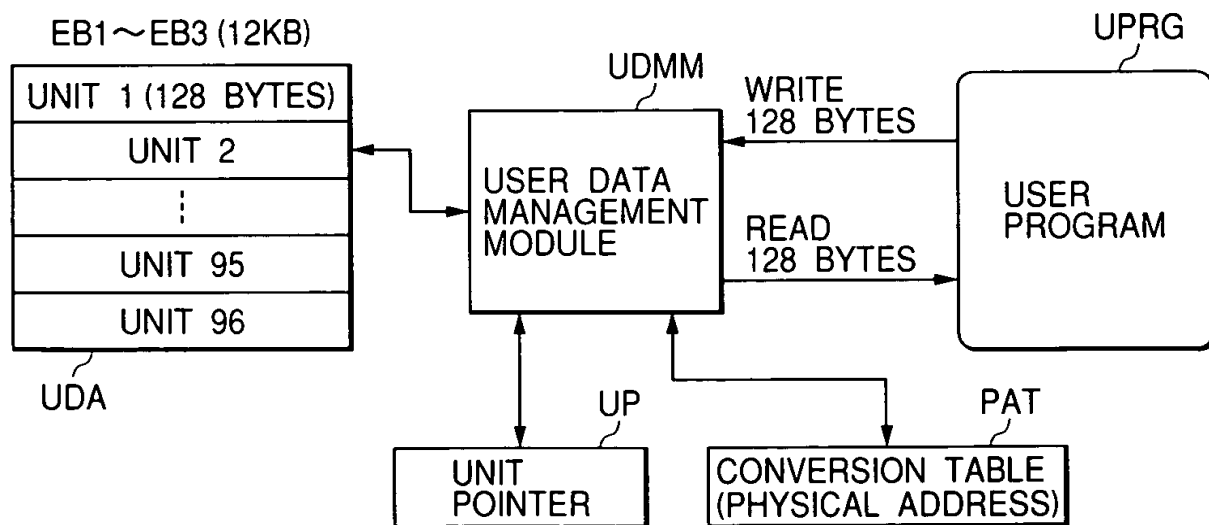 EB1～EB3 (12KB)
UNIT 1 (128 BYTES)
UNIT 2
UNIT 95
UNIT 96
UDA
UDMM
USER DATA
MANAGEMENT
MODULE
WRITE
128 BYTES
READ
128 BYTES
UPRG
USER
PROGRAM
UP
UNIT
POINTER
PAT
CONVERSION TABLE
(PHYSICAL ADDRESS)